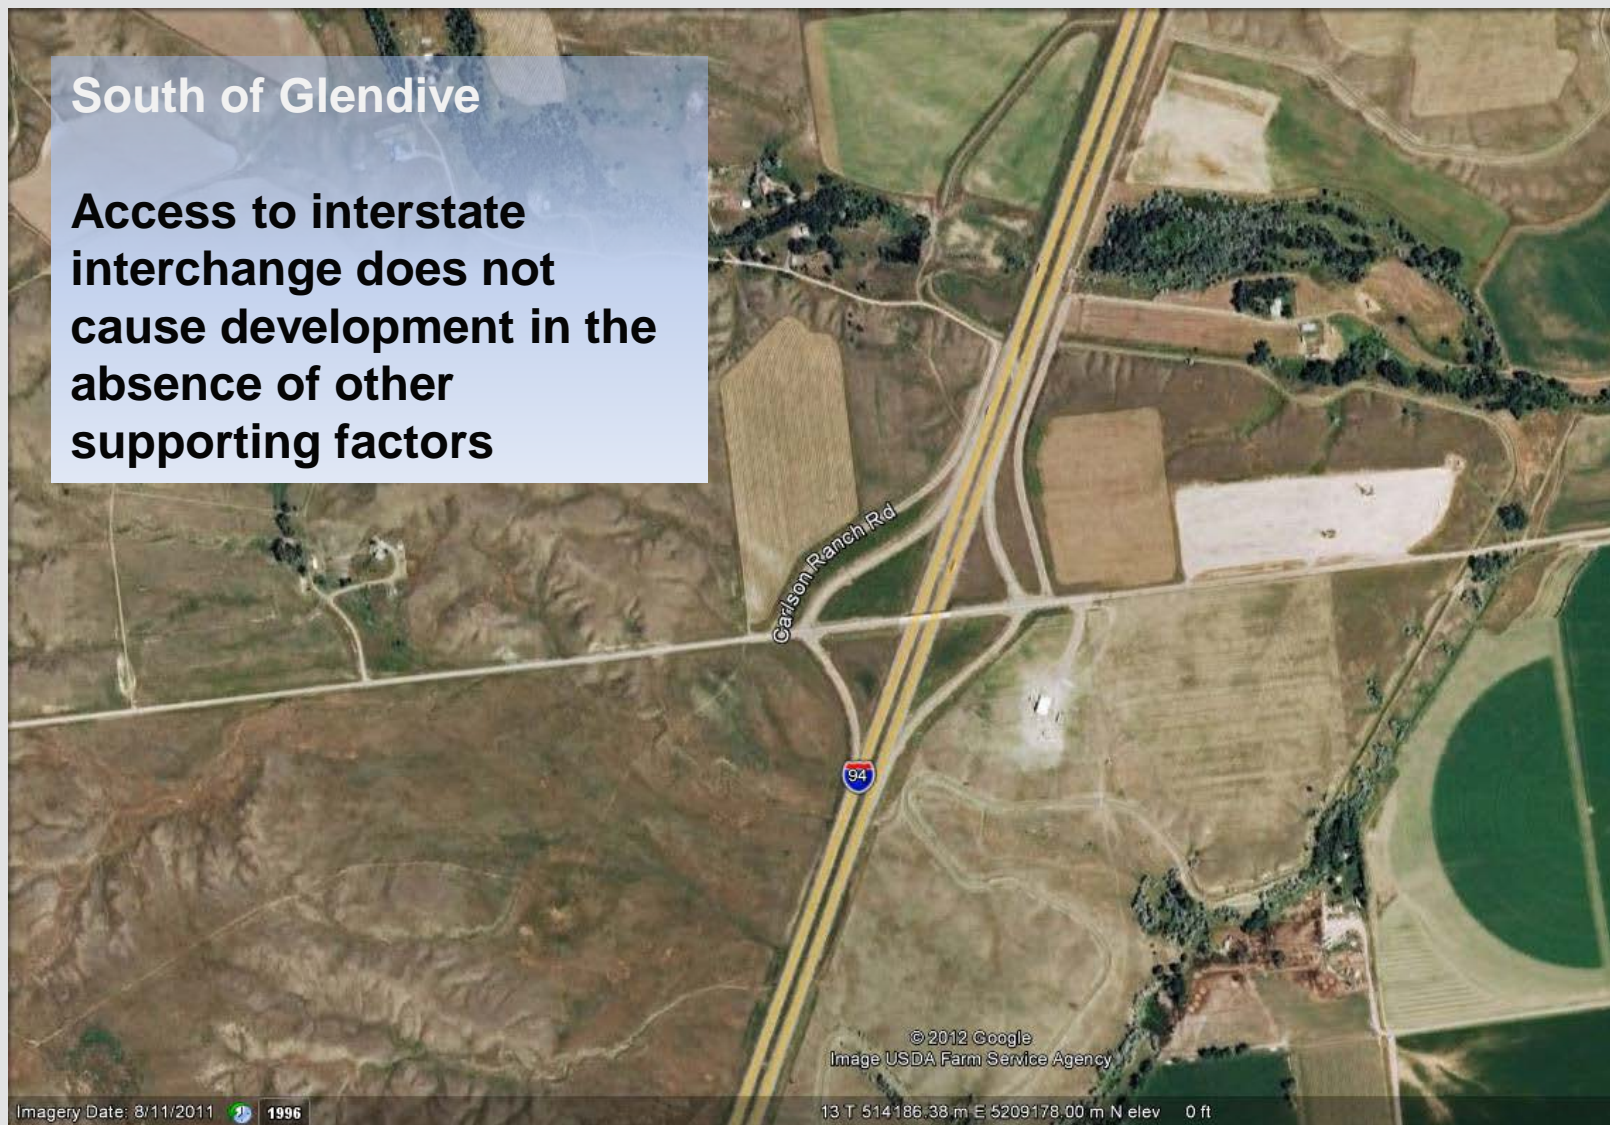 South of Glendive
Access to interstate
interchange does not
cause development in the
absence of other
supporting factors
Carlson Ranch Rd
94
© 2012 Google
Image USDA Farm Service Agency
Imagery Date: 8/11/2011 1996 13 T 514186.38 m E 5209178.00 m N elev 0 ft